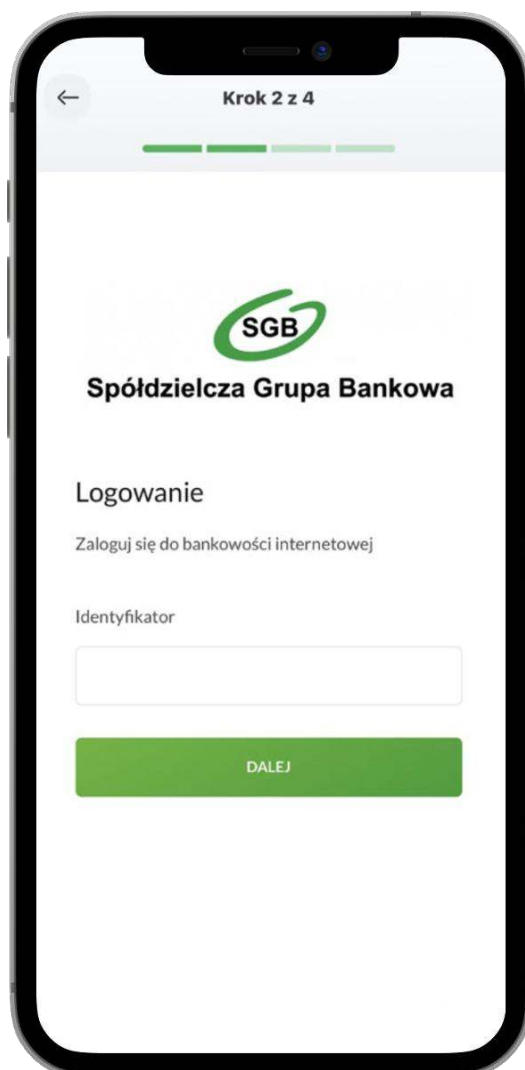 Krok 2 z 4
SGB
Spółdzielcza Grupa Bankowa
Logowanie
Zaloguj się do bankowości internetowej
Identyfikator
DALEJ